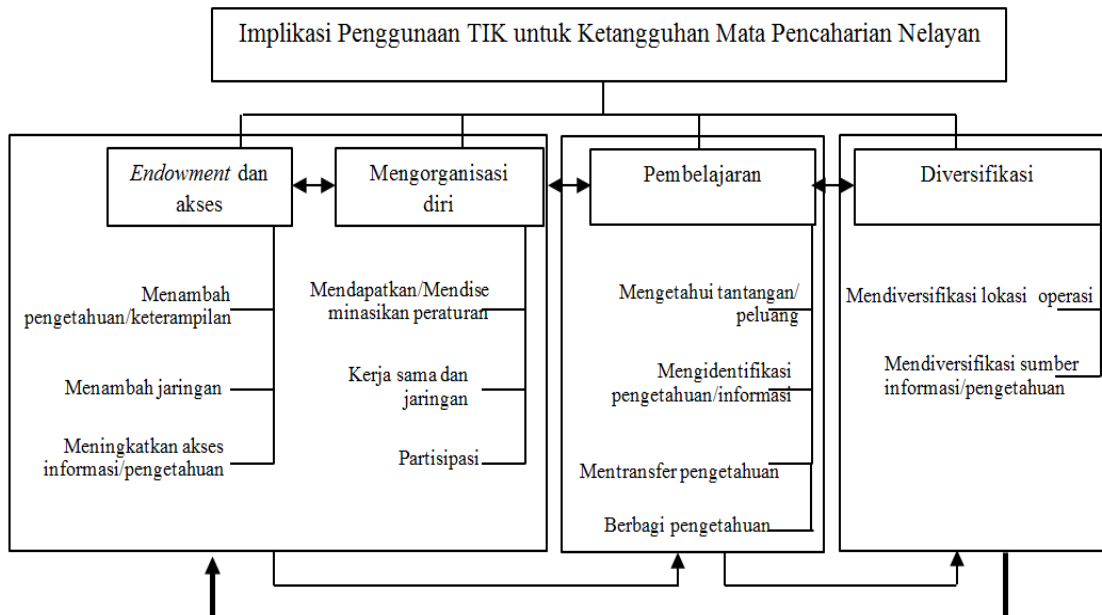 Implikasi Penggunaan TIK untuk Ketangguhan Mata Pencaharian Nelayan
Endowment dan
akses
Mengorganisasi
diri
Pembelajaran
Diversifikasi
Menambah
pengetahuan/keterampilan
Menambah jaringan
Meningkatkan akses
informasi/pengetahuan
Mendapatkan/Mendise
minasikan peraturan
Kerja sama dan
jaringan
Partisipasi
Mengetahui tantangan/
peluang
Mengidentifikasi
pengetahuan/informasi
Mentransfer pengetahuan
Berbagi pengetahuan
Mendiversifikasi lokasi operasi
Mendiversifikasi sumber
informasi/pengetahuan